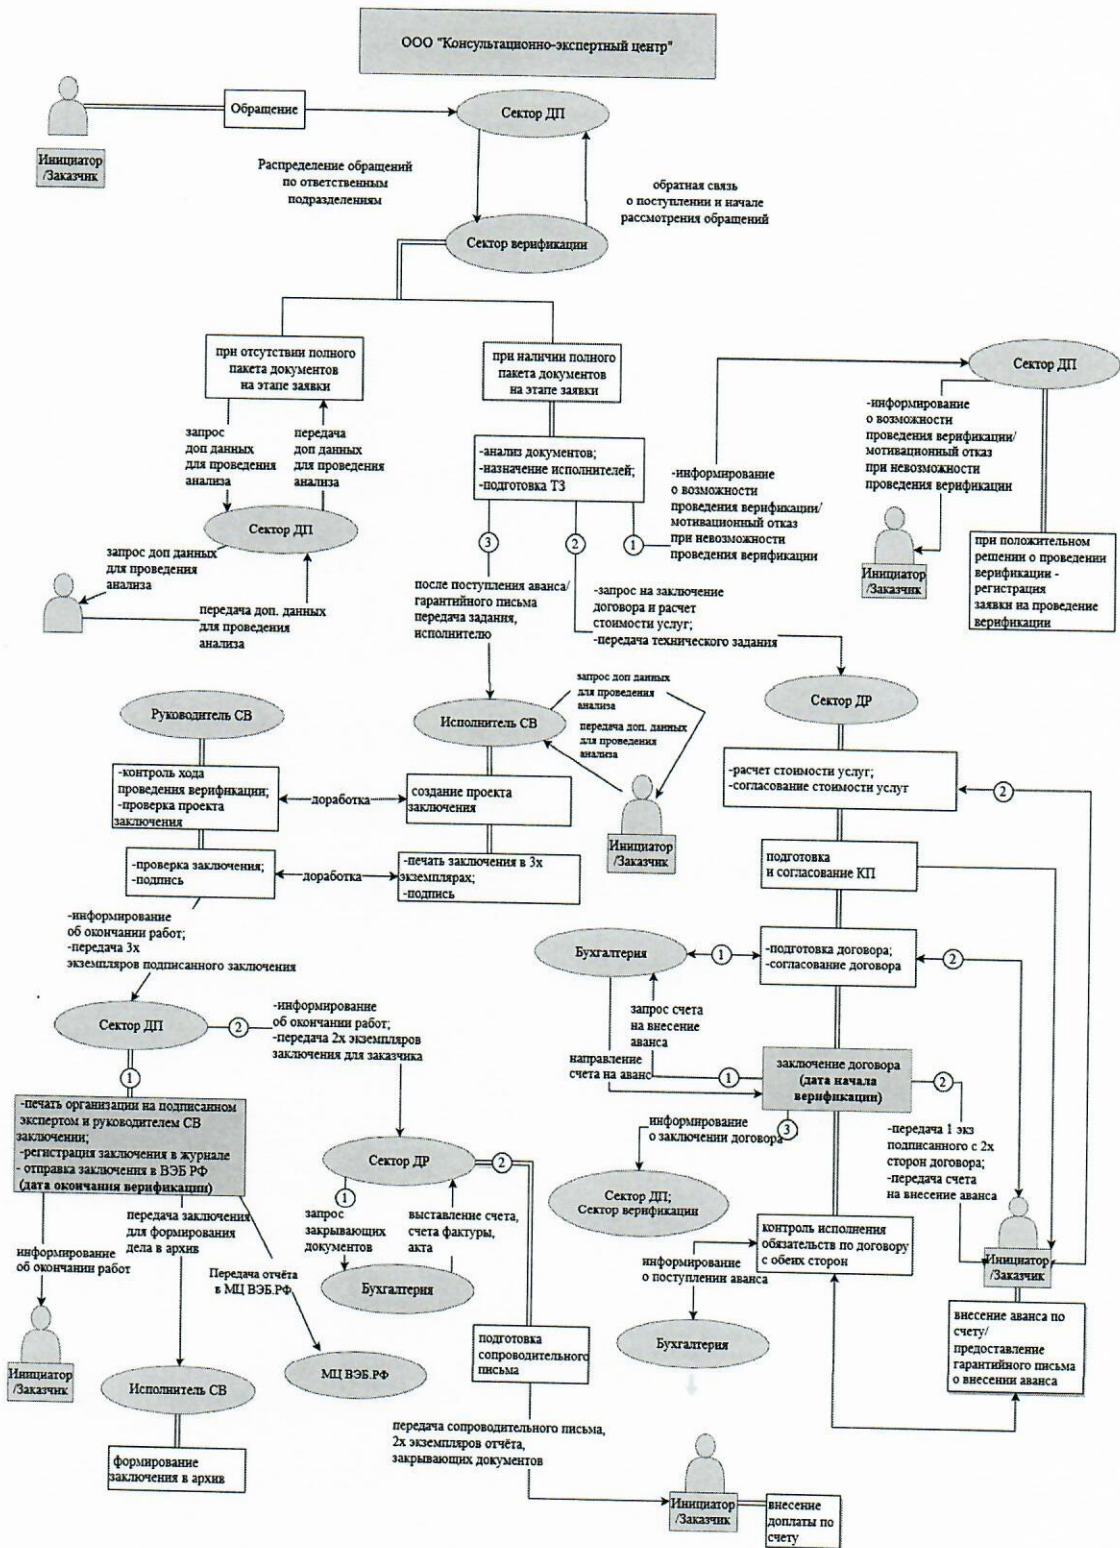 ООО "Консультационно-экспертный центр"
Обращение
Сектор ДП
Инициатор
/Заказчик
Распределение обращений
по ответственным
подразделениям
обратная связь
о поступлении и начале
рассмотрения обращений
Сектор верификации
при отсутствии полного
пакета документов
на этапе заявки
при наличии полного
пакета документов
на этапе заявки
Сектор ДП
запрос
доп данных
для проведения
анализа
передача
доп данных
для проведения
анализа
-анализ документов;
-назначение исполнителей;
-подготовка ТЗ
-информирование
о возможности
проведения верификации/
мотивационный отказ
при невозможности
проведения верификации
-информирование
о возможности
проведения верификации/
мотивационный отказ
при невозможности
проведения верификации
Сектор ДП
3
2
1
Инициатор
/Заказчик
при положительном
решении о проведении
верификации -
регистрация
заявки на проведение
верификации
запрос доп данных
для проведения
анализа
передача доп. данных
для проведения
анализа
после поступления аванса/
гарантийного письма
передача задания,
исполнителю
-запрос на заключение
договора и расчет
стоимости услуг;
-передача технического задания
Руководитель СВ
Исполнитель СВ
запрос доп данных
для проведения
анализа
передача доп. данных
для проведения
анализа
Сектор ДР
-контроль хода
проведения верификации;
-проверка проекта
заключения
доработка
создание проекта
заключения
Инициатор
/Заказчик
-расчет стоимости услуг;
-согласование стоимости услуг
2
-проверка заключения;
-подпись
доработка
-печать заключения в 3х
экземплярах;
-подпись
подготовка
и согласование КП
-информирование
об окончании работ;
-передача 3х
экземпляров подписанного заключения
Бухгалтерия
1
-подготовка договора;
-согласование договора
2
Сектор ДП
2
-информирование
об окончании работ;
-передача 2х экземпляров
заключения для заказчика
запрос счета
на внесение
аванса
направление
счета на аванс
1
заключение договора
(дата начала
верификации)
2
3
1
-печать организации на подписанном
экспертом и руководителем СВ
заключении;
-регистрация заключения в журнале
- отправка заключения в ВЭБ РФ
(дата окончания верификации)
информирование
о заключении договора
-передача 1 экз
подписанного с 2х
сторон договора;
-передача счета
на внесение аванса
Сектор ДР
2
1
Сектор ДП;
Сектор верификации
запрос
закрывающих
документов
выставление счета,
счета фактуры,
акта
контроль исполнения
обязательств по договору
с обеих сторон
Инициатор
/Заказчик
информирование
об окончании работ
передача заключения
для формирования
дела в архив
Передача отчёта
в МЦ ВЭБ.РФ
Бухгалтерия
информирование
о поступлении аванса
Бухгалтерия
внесение аванса по
счету/
предоставление
гарантийного письма
о внесении аванса
Инициатор
/Заказчик
Исполнитель СВ
МЦ ВЭБ.РФ
подготовка
сопроводительного
письма
формирование
заключения в архив
передача сопроводительного письма,
2х экземпляров отчёта,
закрывающих документов
Инициатор
/Заказчик
внесение
доплаты по
счету